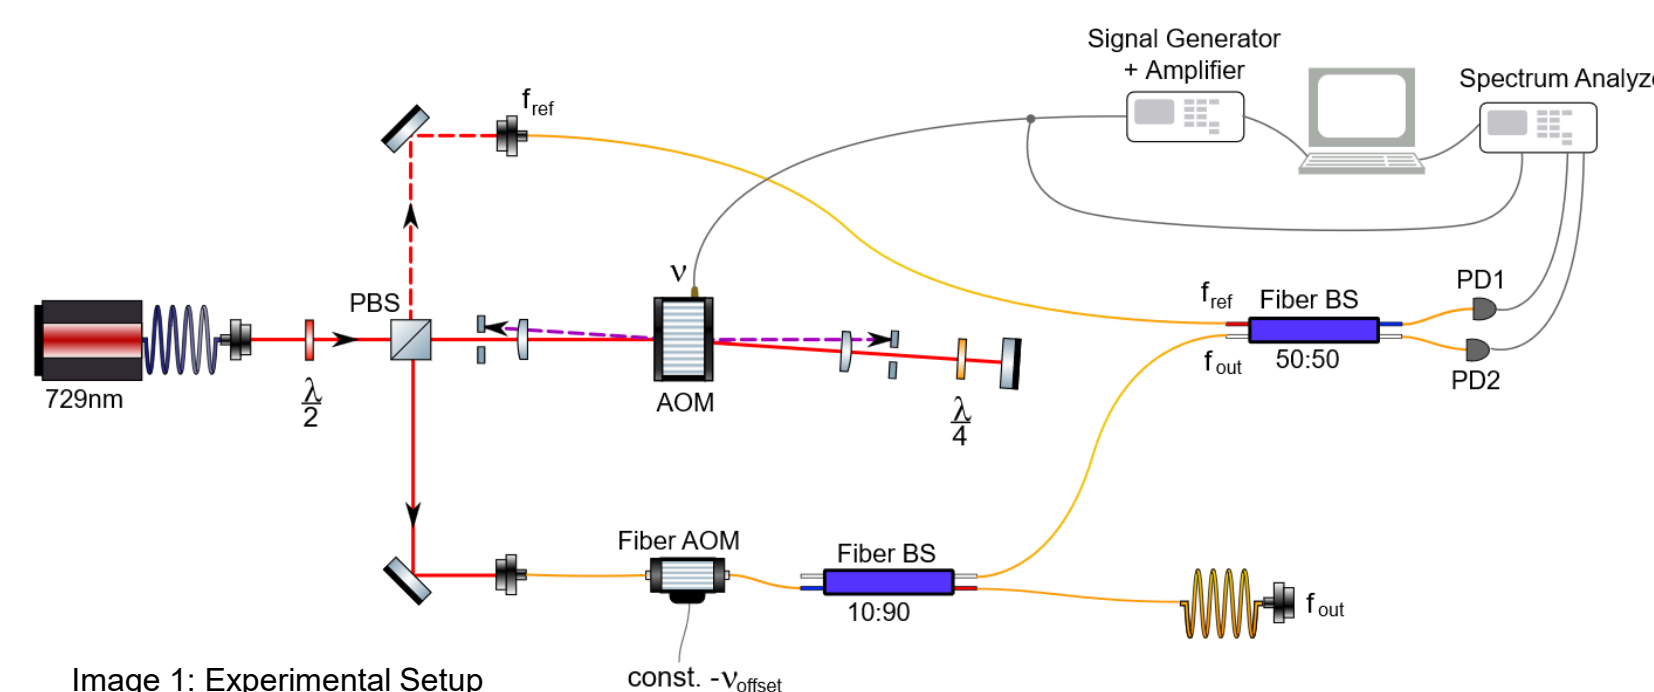 Signal Generator
+ Amplifier
Spectrum Analyze
f_ref
PBS
ν
PD1
f_ref
Fiber BS
f_out
50:50
PD2
729nm
λ
2
AOM
λ
4
Fiber AOM
Fiber BS
10:90
f_out
const. -ν_offset
Image 1: Experimental Setup